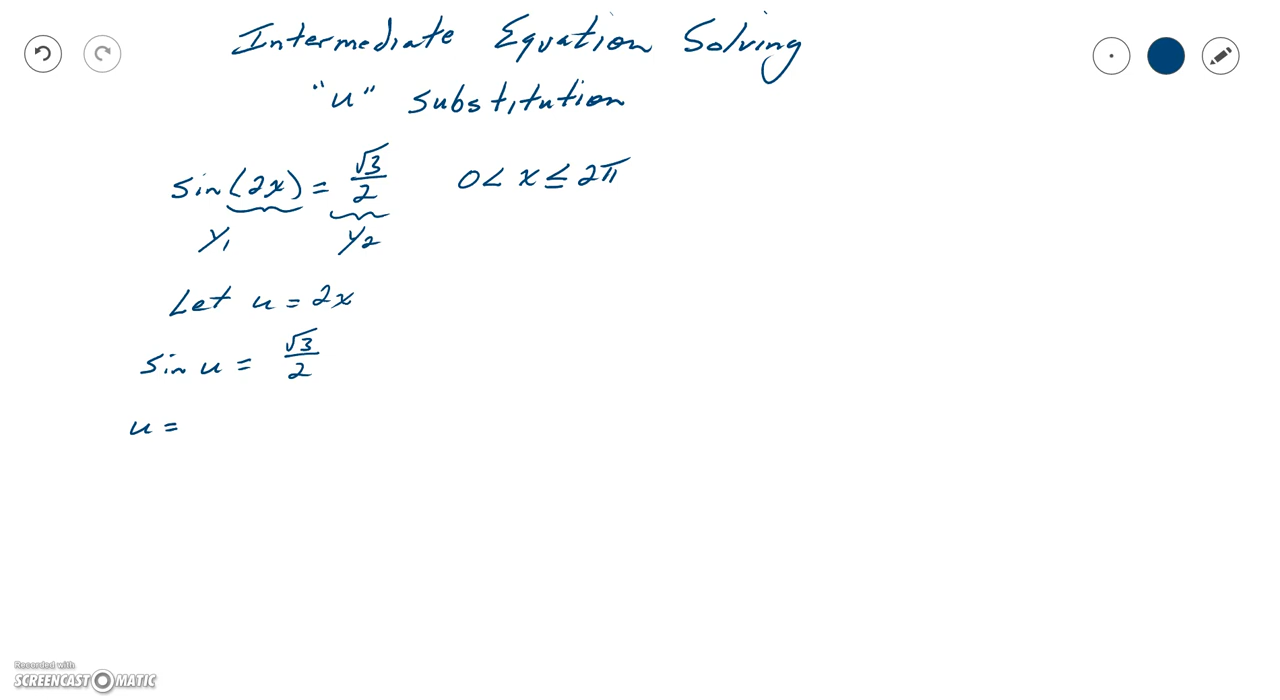 Intermediate Equation Solving
"u" substitution
sin(2x) = √3/2 0 < x ≤ 2π
y₁ y₂
Let u = 2x
sin u = √3/2
u =
Recorded with
SCREENCAST-O-MATIC